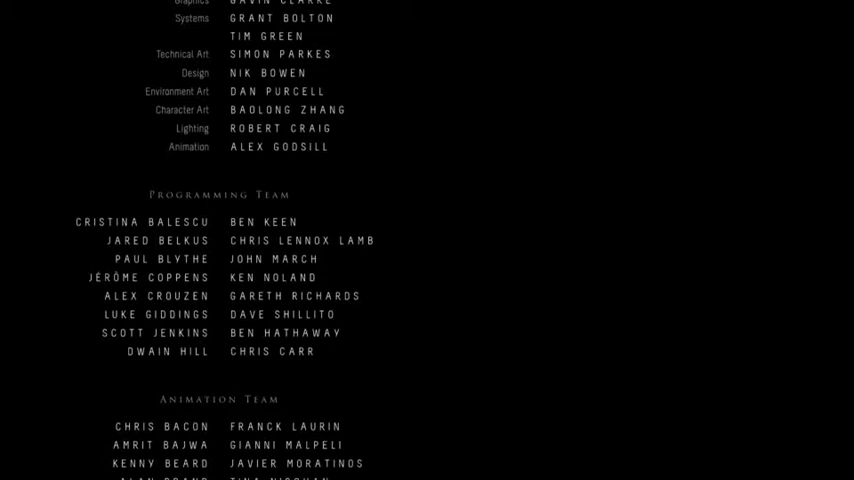 Graphics GAVIN CLARKE
Systems GRANT BOLTON
TIM GREEN
Technical Art SIMON PARKES
Design NIK BOWEN
Environment Art DAN PURCELL
Character Art BAOLONG ZHANG
Lighting ROBERT CRAIG
Animation ALEX GODSILL
PROGRAMMING TEAM
CRISTINA BALESCU BEN KEEN
JARED BELKUS CHRIS LENNOX LAMB
PAUL BLYTHE JOHN MARCH
JÉRÔME COPPENS KEN NOLAND
ALEX CROUZEN GARETH RICHARDS
LUKE GIDDINGS DAVE SHILLITO
SCOTT JENKINS BEN HATHAWAY
DWAIN HILL CHRIS CARR
ANIMATION TEAM
CHRIS BACON FRANCK LAURIN
AMRIT BAJWA GIANNI MALPELI
KENNY BEARD JAVIER MORATINOS